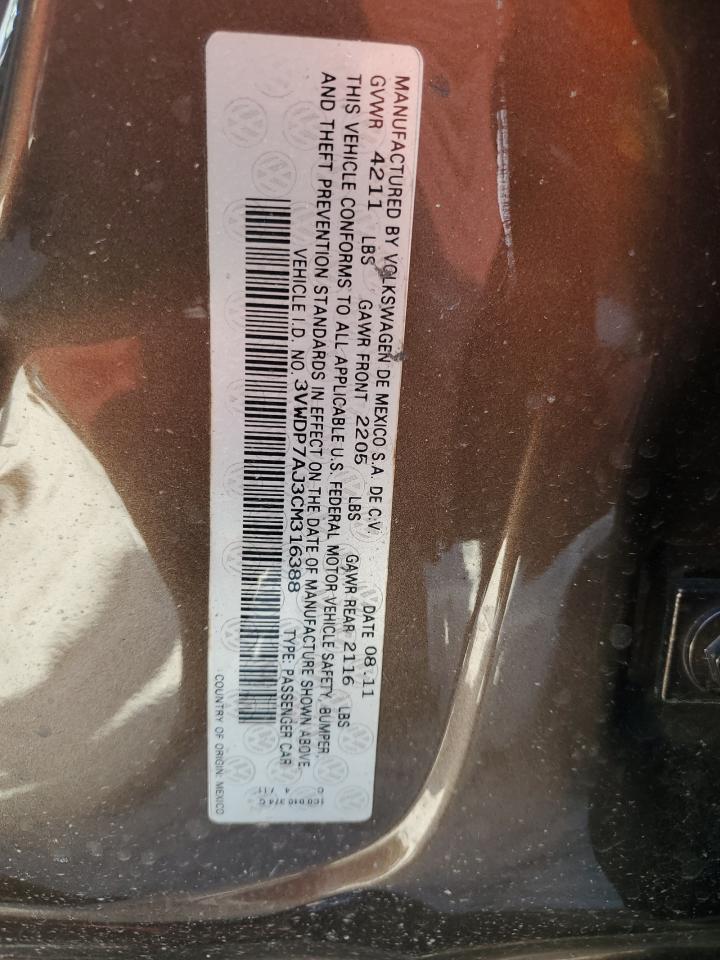 MANUFACTURED BY VOLKSWAGEN DE MEXICO S.A. DE C.V. DATE 08.11
GVWR 4211 LBS GAWR FRONT 2205 LBS GAWR REAR 2116 LBS
THIS VEHICLE CONFORMS TO ALL APPLICABLE U.S. FEDERAL MOTOR VEHICLE SAFETY, BUMPER,
AND THEFT PREVENTION STANDARDS IN EFFECT ON THE DATE OF MANUFACTURE SHOWN ABOVE.
VEHICLE I.D. NO. 3VWDP7AJ3CM316388 TYPE: PASSENGER CAR
COUNTRY OF ORIGIN: MEXICO